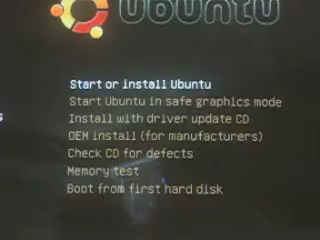 ubuntu
Start or install Ubuntu
Start Ubuntu in safe graphics mode
Install with driver update CD
OEM install (for manufacturers)
Check CD for defects
Memory test
Boot from first hard disk
s